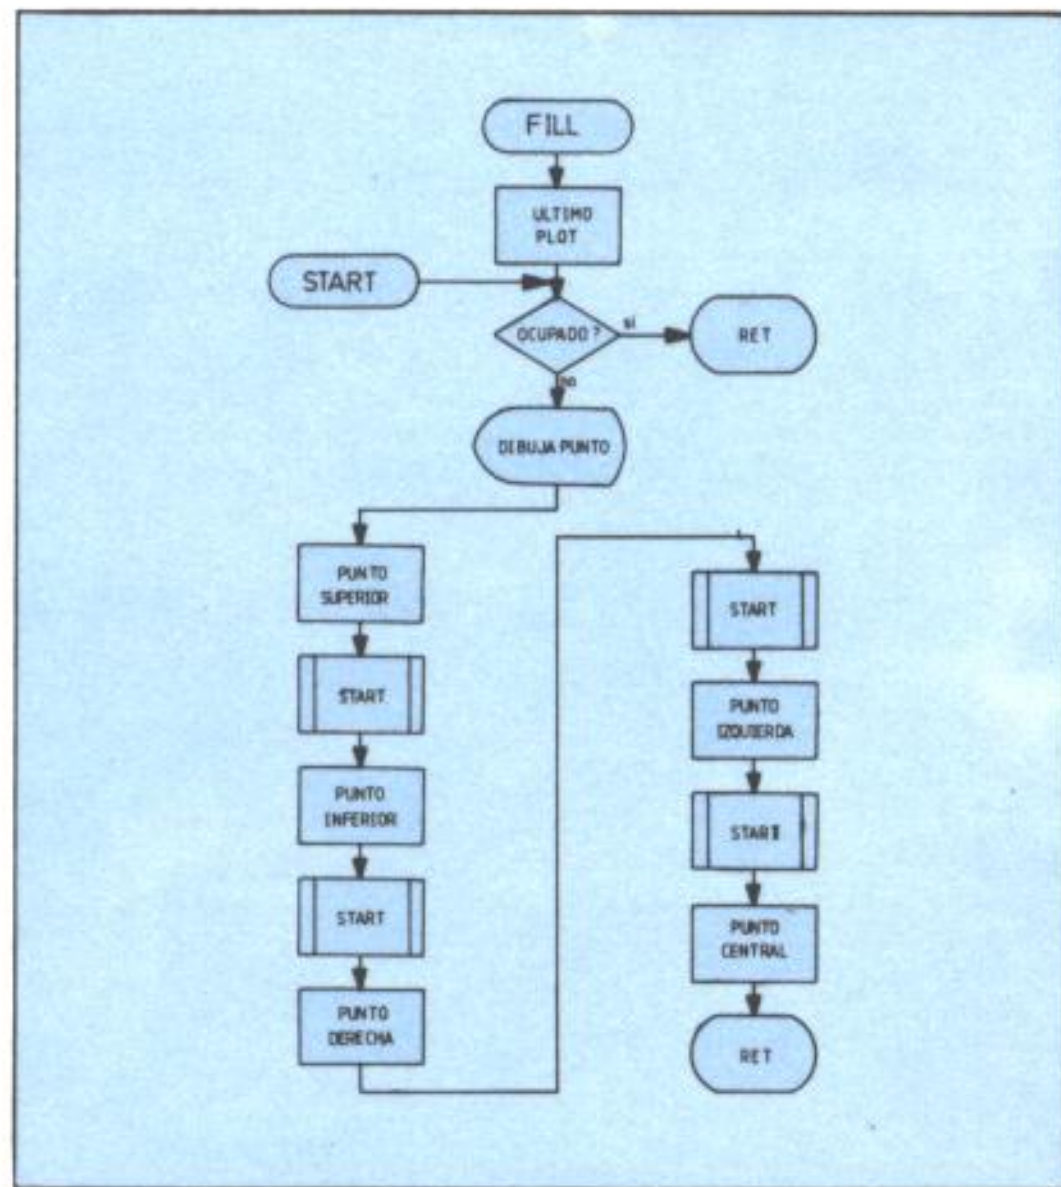 FILL
ULTIMO
PLOT
START
OCUPADO ?
si
RET
no
DIBUJA PUNTO
PUNTO
SUPERIOR
START
PUNTO
INFERIOR
START
PUNTO
DERECHA
START
PUNTO
IZQUIERDA
START
PUNTO
CENTRAL
RET